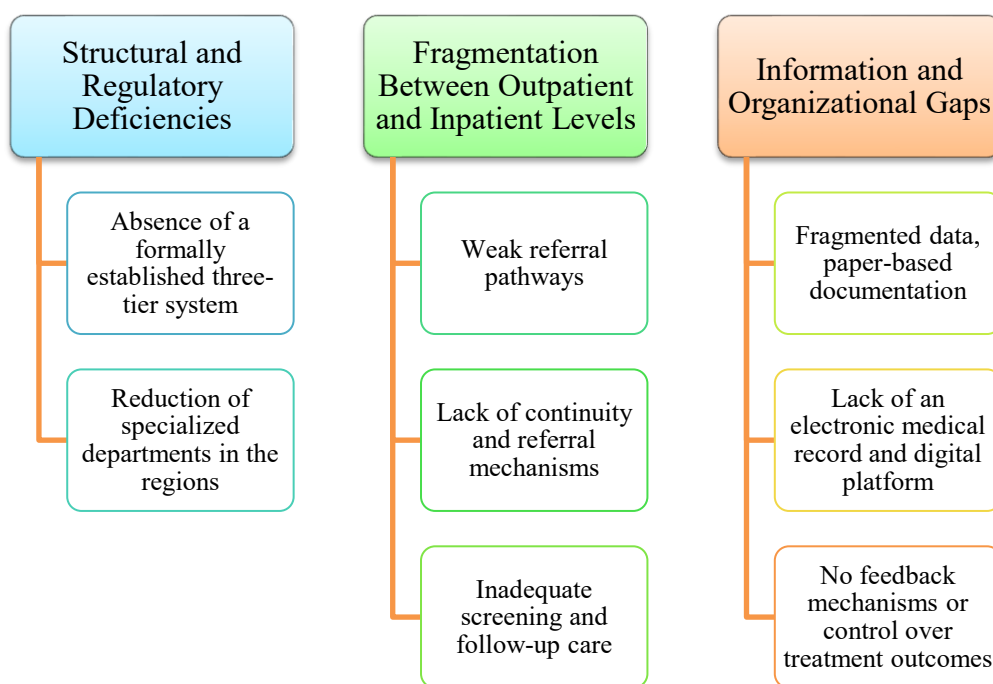 Structural and
Regulatory
Deficiencies
Absence of a
formally
established three-
tier system
Reduction of
specialized
departments in the
regions
Fragmentation
Between Outpatient
and Inpatient Levels
Weak referral
pathways
Lack of continuity
and referral
mechanisms
Inadequate
screening and
follow-up care
Information and
Organizational Gaps
Fragmented data,
paper-based
documentation
Lack of an
electronic medical
record and digital
platform
No feedback
mechanisms or
control over
treatment outcomes